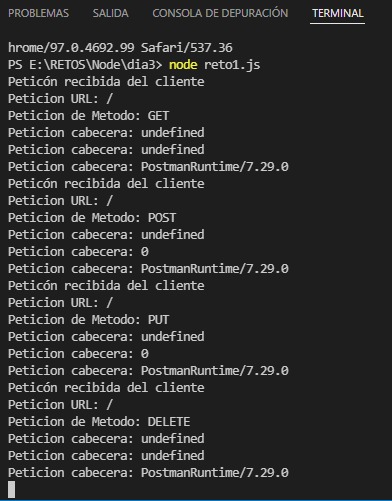 PROBLEMAS SALIDA CONSOLA DE DEPURACIÓN TERMINAL
hrome/97.0.4692.99 Safari/537.36
PS E:\RETOS\Node\dia3> node reto1.js
Peticón recibida del cliente
Peticion URL: /
Peticion de Metodo: GET
Peticion cabecera: undefined
Peticion cabecera: undefined
Peticion cabecera: PostmanRuntime/7.29.0
Peticón recibida del cliente
Peticion URL: /
Peticion de Metodo: POST
Peticion cabecera: undefined
Peticion cabecera: 0
Peticion cabecera: PostmanRuntime/7.29.0
Peticón recibida del cliente
Peticion URL: /
Peticion de Metodo: PUT
Peticion cabecera: undefined
Peticion cabecera: 0
Peticion cabecera: PostmanRuntime/7.29.0
Peticón recibida del cliente
Peticion URL: /
Peticion de Metodo: DELETE
Peticion cabecera: undefined
Peticion cabecera: undefined
Peticion cabecera: PostmanRuntime/7.29.0